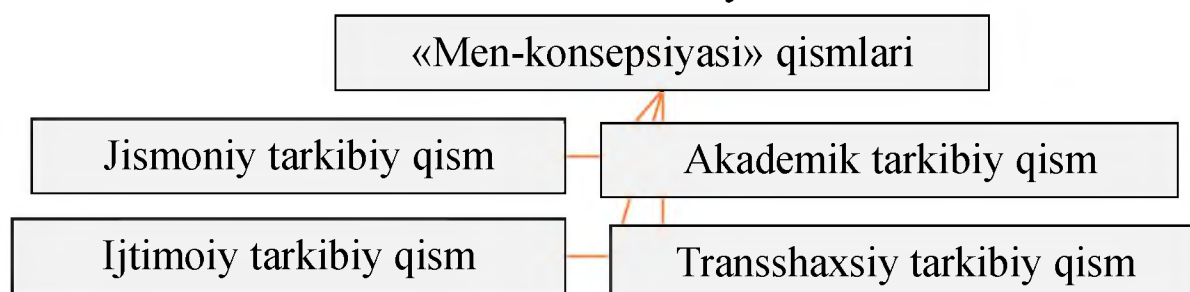 «Men-konsepsiyasi» qismlari
Jismoniy tarkibiy qism
Akademik tarkibiy qism
Ijtimoiy tarkibiy qism
Transshaxsiy tarkibiy qism